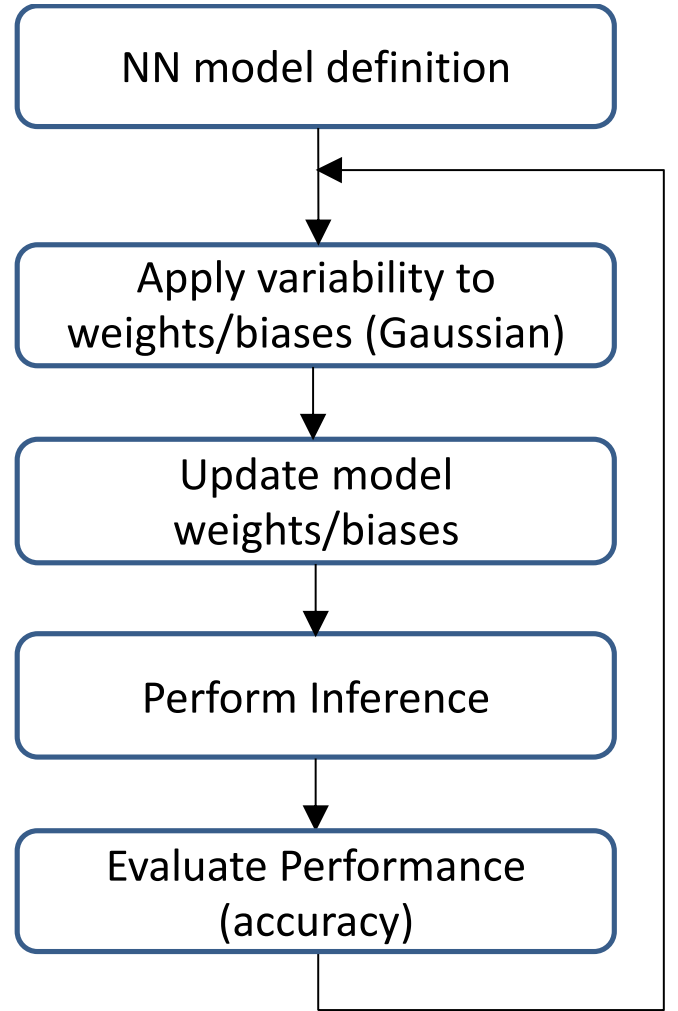 NN model definition
Apply variability to
weights/biases (Gaussian)
Update model
weights/biases
Perform Inference
Evaluate Performance
(accuracy)